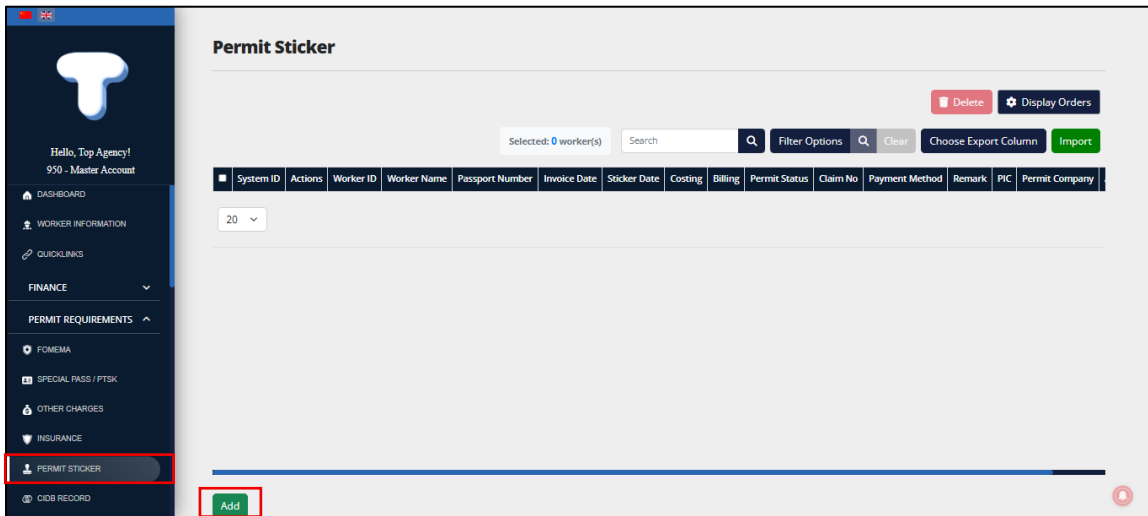 T
Hello, Top Agency!
950 - Master Account
DASHBOARD
WORKER INFORMATION
QUICKLINKS
FINANCE
PERMIT REQUIREMENTS
FOMEMA
SPECIAL PASS / PTSK
OTHER CHARGES
INSURANCE
PERMIT STICKER
CIDB RECORD
Permit Sticker
Delete Display Orders
Selected: 0 worker(s) Search Filter Options Clear Choose Export Column Import
System ID Actions Worker ID Worker Name Passport Number Invoice Date Sticker Date Costing Billing Permit Status Claim No Payment Method Remark PIC Permit Company
20
Add